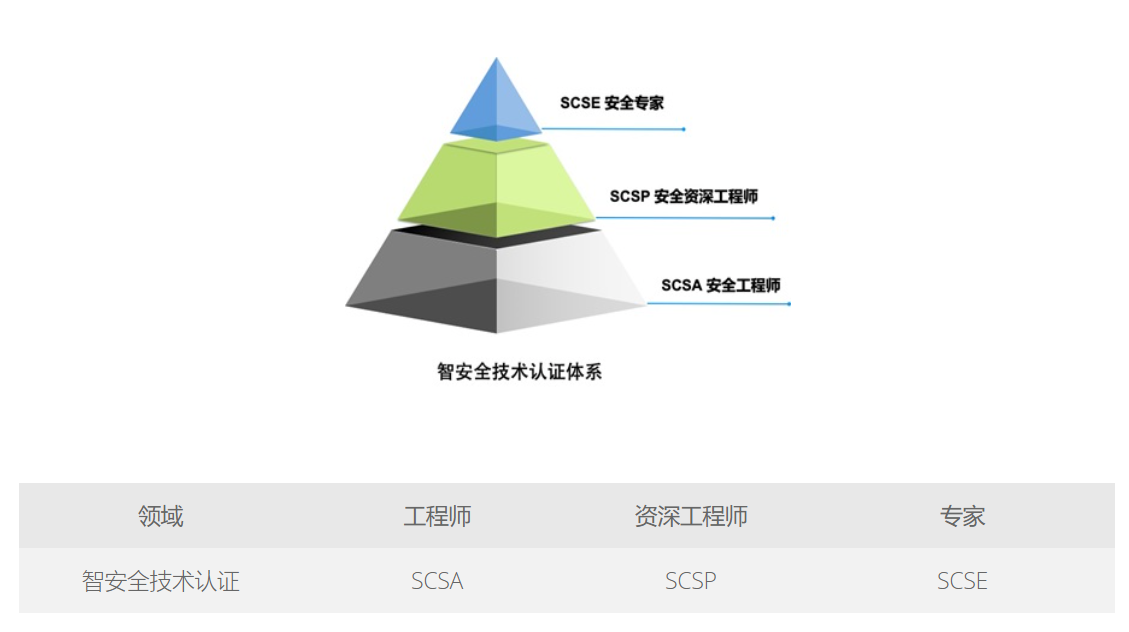 SCSE 安全专家
SCSP 安全资深工程师
SCSA 安全工程师
智安全技术认证体系
领域 工程师 资深工程师 专家
智安全技术认证 SCSA SCSP SCSE